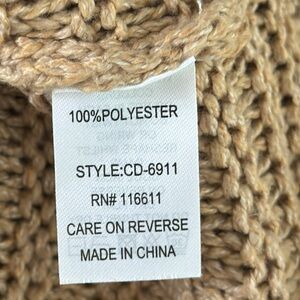 100%POLYESTER
STYLE:CD-6911
RN# 116611
CARE ON REVERSE
MADE IN CHINA